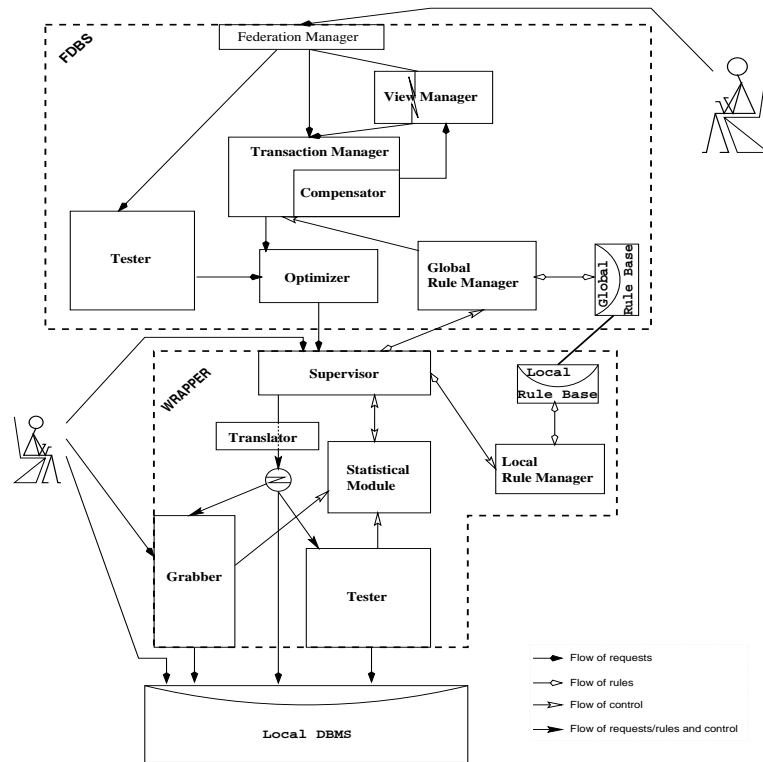 Federation Manager
FDBS
View Manager
Transaction Manager
Compensator
Tester
Optimizer
Global
Rule Manager
Global
Rule Base
Supervisor
WRAPPER
Local
Rule Base
Translator
Statistical
Module
Local
Rule Manager
Grabber
Tester
Flow of requests
Flow of rules
Flow of control
Flow of requests/rules and control
Local DBMS